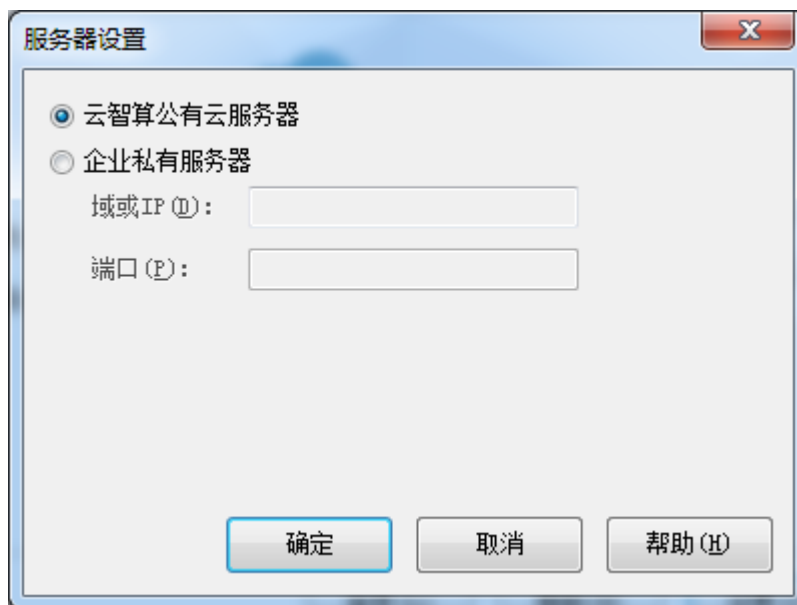 服务器设置
云智算公有云服务器
企业私有服务器
域或IP(D):
端口(P):
确定 取消 帮助(H)